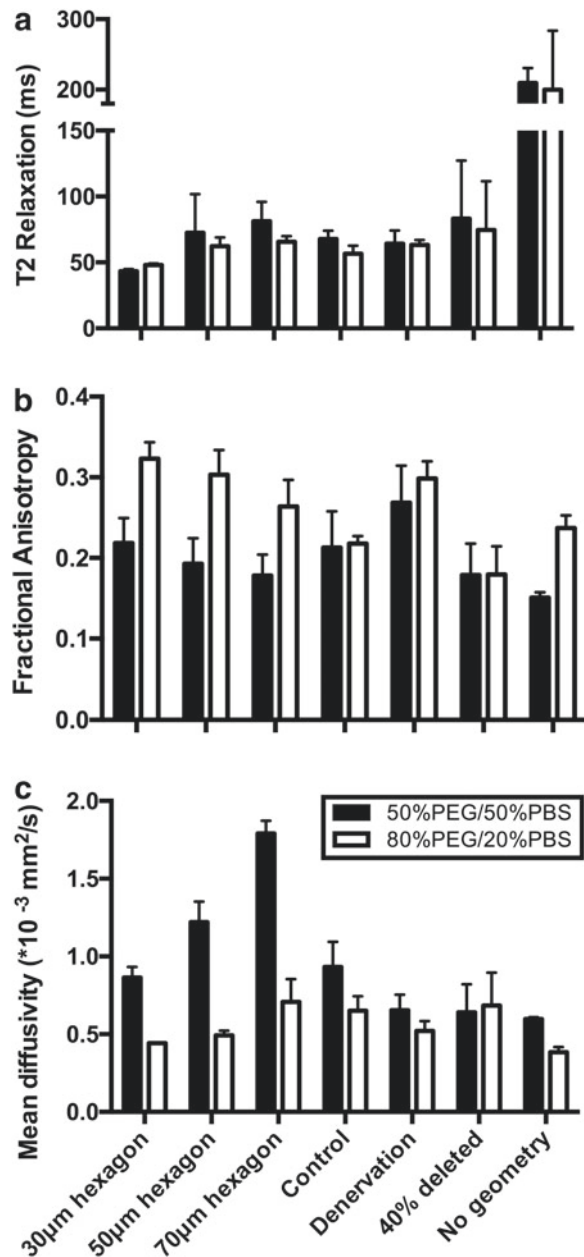 a
T2 Relaxation (ms)
300
200
150
100
50
0
b
Fractional Anisotropy
0.4
0.3
0.2
0.1
0.0
c
Mean diffusivity (*10 -3 mm2/s)
2.0
1.5
1.0
0.5
0.0
50%PEG/50%PBS
80%PEG/20%PBS
30µm hexagon
50µm hexagon
70µm hexagon
Control
Denervation
40% deleted
No geometry